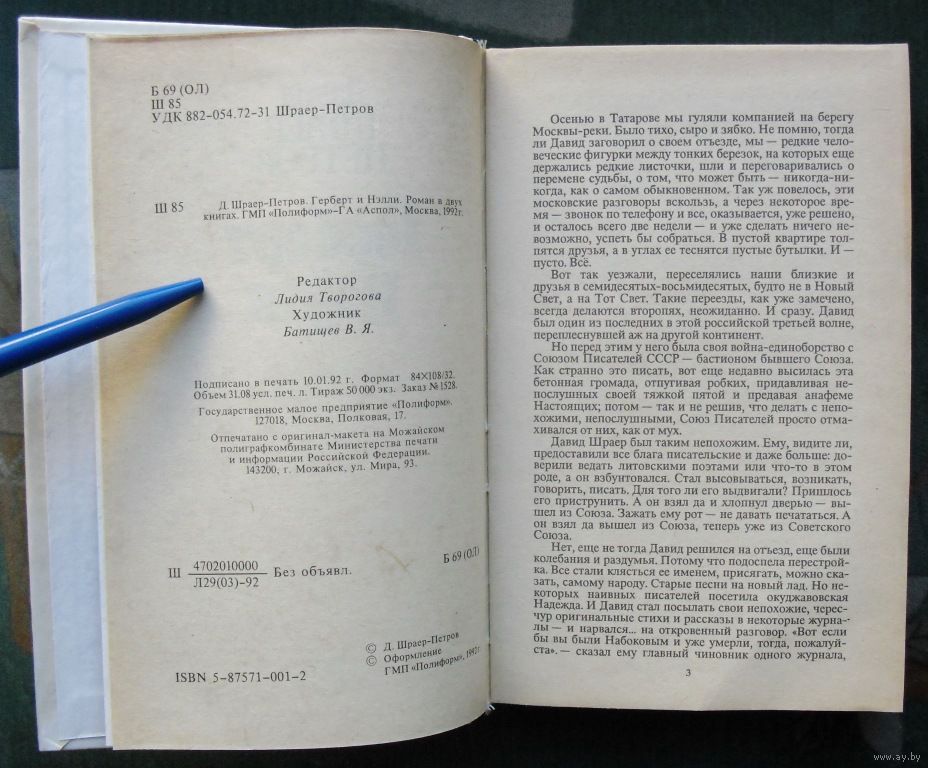 Б 69 (ОЛ)
Ш 85
УДК 882-054.72-31 Шраер-Петров
Ш 85
Д. Шраер-Петров. Герберт и Нэлли. Роман в двух
книгах. ГМП «Полиформ»-ГА «Аспол», Москва, 1992г.
Редактор
Лидия Творогова
Художник
Батищев В. Я.
Подписано в печать 10.01.92 г. Формат 84X108/32.
Объем 31.08 усл. печ. л. Тираж 50 000 экз. Заказ №1528.
Государственное малое предприятие «Полиформ».
127018, Москва, Полковая, 17.
Отпечатано с оригинал-макета на Можайском
полиграфкомбинате Министерства печати
и информации Российской Федерации.
143200, г. Можайск, ул. Мира, 93.
Ш 4702010000
Л29(03)-92
Без объявл.
Б 69 (ОЛ)
© Д. Шраер-Петров
© Оформление
ГМП «Полиформ», 1992г
ISBN 5-87571-001-2
Осенью в Татарове мы гуляли компанией на берегу
Москвы-реки. Было тихо, сыро и зябко. Не помню, тогда
ли Давид заговорил о своем отъезде, мы — редкие чело-
веческие фигурки между тонких березок, на которых еще
держались редкие листочки, шли и переговаривались о
перемене судьбы, о том, что может быть — никогда-ни-
когда, как о самом обыкновенном. Так уж повелось, эти
московские разговоры вскользь, а через некоторое вре-
мя — звонок по телефону и все, оказывается, уже решено,
и осталось всего две недели — и уже сделать ничего не-
возможно, успеть бы собраться. В пустой квартире тол-
пятся друзья, а в углах ее теснятся пустые бутылки. И —
пусто. Всё.
Вот так уезжали, переселялись наши близкие и
друзья в семидесятых-восьмидесятых, будто не в Новый
Свет, а на Тот Свет. Такие переезды, как уже замечено,
всегда делаются второпях, неожиданно. И сразу. Давид
был один из последних в этой российской третьей волне,
переплеснувшей аж на другой континент.
Но перед этим у него была своя война-единоборство с
Союзом Писателей СССР — бастионом бывшего Союза.
Как странно это писать, вот еще недавно высилась эта
бетонная громада, отпугивая робких, придавливая не-
послушных своей тяжкой пятой и предавая анафеме
Настоящих; потом — так и не решив, что делать с непо-
хожими, непослушными, Союз Писателей просто отма-
хивался от них, как от мух.
Давид Шраер был таким непохожим. Ему, видите ли,
предоставили все блага писательские и даже больше: до-
верили ведать литовскими поэтами или что-то в этом
роде, а он взбунтовался. Стал высовываться, возникать,
говорить, писать. Для того ли его выдвигали? Пришлось
его приструнить. А он взял да и хлопнул дверью — вы-
шел из Союза. Зажать ему рот — не давать печататься. А
он взял да вышел из Союза, теперь уже из Советского
Союза.
Нет, еще не тогда Давид решился на отъезд, еще были
колебания и раздумья. Потому что подоспела перестрой-
ка. Все стали клясться ее именем, присягать, можно ска-
зать, самому народу. Старые песни на новый лад. Но не-
которых наивных писателей посетила окуджавовская
Надежда. И Давид стал посылать свои непохожие, черес-
чур оригинальные стихи и рассказы в некоторые журна-
лы — и нарвался... на откровенный разговор. «Вот если
бы вы были Набоковым и уже умерли, тогда, пожалуй-
ста». — сказал ему главный чиновник одного журнала,
3
www.ay.by